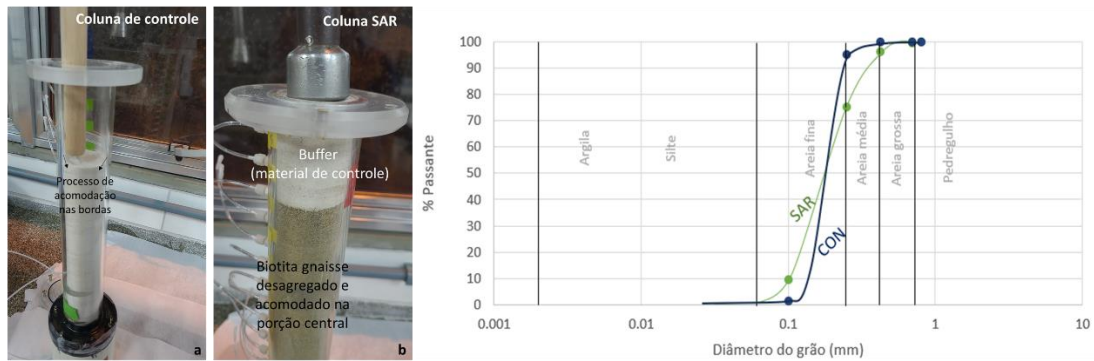 Coluna de controle
Processo de
acomodação
nas bordas
a
Coluna SAR
Buffer
(material de controle)
Biotita gnaisse
desagregado e
acomodado na
porção central
b
% Passante
100
90
80
70
60
50
40
30
20
10
0
Argila
Silte
Areia fina
Areia média
Areia grossa
Pedregulho
SAR
CON
0.001
0.01
0.1
1
10
Diâmetro do grão (mm)